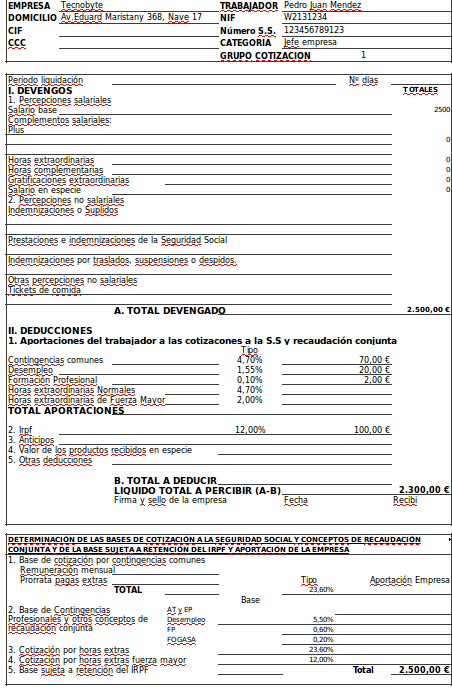 EMPRESA Tecnobyte TRABAJADOR Pedro Juan Mendez
DOMICILIO Av.Eduard Maristany 368, Nave 17 NIF W2131234
CIF Número S.S. 123456789123
CCC CATEGORIA Jefe empresa
GRUPO COTIZACION 1
Periodo liquidación Nº días
I. DEVENGOS TOTALES
1. Percepciones salariales
Salario base 2500
Complementos salariales:
Plus
0
Horas extraordinarias 0
Horas complementarias 0
Gratificaciones extraordinarias 0
Salario en especie 0
2. Percepciones no salariales
Indemnizaciones o Suplidos
Prestaciones e indemnizaciones de la Seguridad Social
Indemnizaciones por traslados, suspensiones o despidos.
Otras percepciones no salariales
Tickets de comida
A. TOTAL DEVENGADO 2.500,00 €
II. DEDUCCIONES
1. Aportaciones del trabajador a las cotizacones a la S.S y recaudación conjunta
Tipo
Contingencias comunes 4,70% 70,00 €
Desempleo 1,55% 20,00 €
Formación Profesional 0,10% 2,00 €
Horas extraordinarias Normales 4,70%
Horas extraordinarias de Fuerza Mayor 2,00%
TOTAL APORTACIONES
2. Irpf 12,00% 100,00 €
3. Anticipos
4. Valor de los productos recibidos en especie
5. Otras deducciones
B. TOTAL A DEDUCIR
LIQUIDO TOTAL A PERCIBIR (A-B) 2.300,00 €
Firma y sello de la empresa Fecha Recibi
DETERMINACIÓN DE LAS BASES DE COTIZACIÓN A LA SEGURIDAD SOCIAL Y CONCEPTOS DE RECAUDACIÓN
CONJUNTA Y DE LA BASE SUJETA A RETENCIÓN DEL IRPF Y APORTACIÓN DE LA EMPRESA
1. Base de cotización por contingencias comunes
Remuneración mensual
Prorrata pagas extras Tipo Aportación Empresa
TOTAL 23,60%
Base
2. Base de Contingencias AT y EP
Profesionales y otros conceptos de Desempleo 5,50%
recaudación conjunta FP 0,60%
FOGASA 0,20%
3. Cotización por horas extras 23,60%
4. Cotización por horas extras fuerza mayor 12,00%
5. Base sujeta a retención del IRPF Total 2.500,00 €